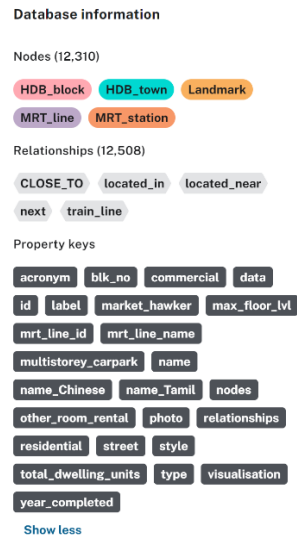 Database information
Nodes (12,310)
HDB_block HDB_town Landmark
MRT_line MRT_station
Relationships (12,508)
CLOSE_TO located_in located_near
next train_line
Property keys
acronym blk_no commercial data
id label market_hawker max_floor_lvl
mrt_line_id mrt_line_name
multistorey_carpark name
name_Chinese name_Tamil nodes
other_room_rental photo relationships
residential street style
total_dwelling_units type visualisation
year_completed
Show less